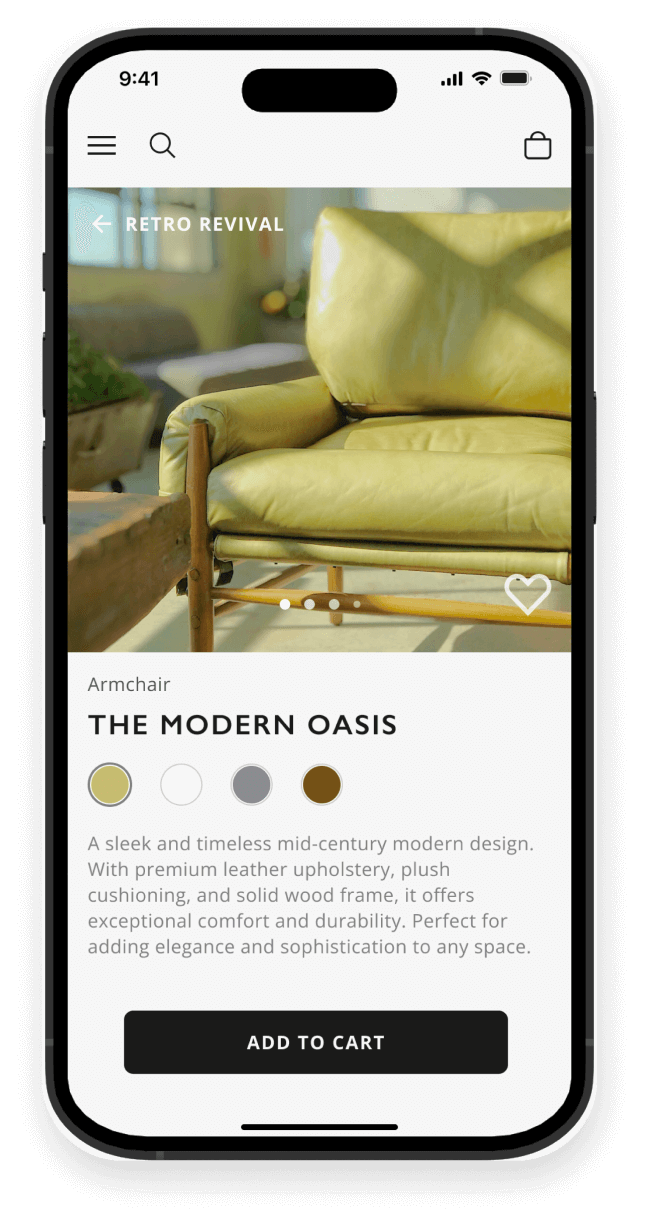 9:41
RETRO REVIVAL
Armchair
THE MODERN OASIS
A sleek and timeless mid-century modern design.
With premium leather upholstery, plush
cushioning, and solid wood frame, it offers
exceptional comfort and durability. Perfect for
adding elegance and sophistication to any space.
ADD TO CART